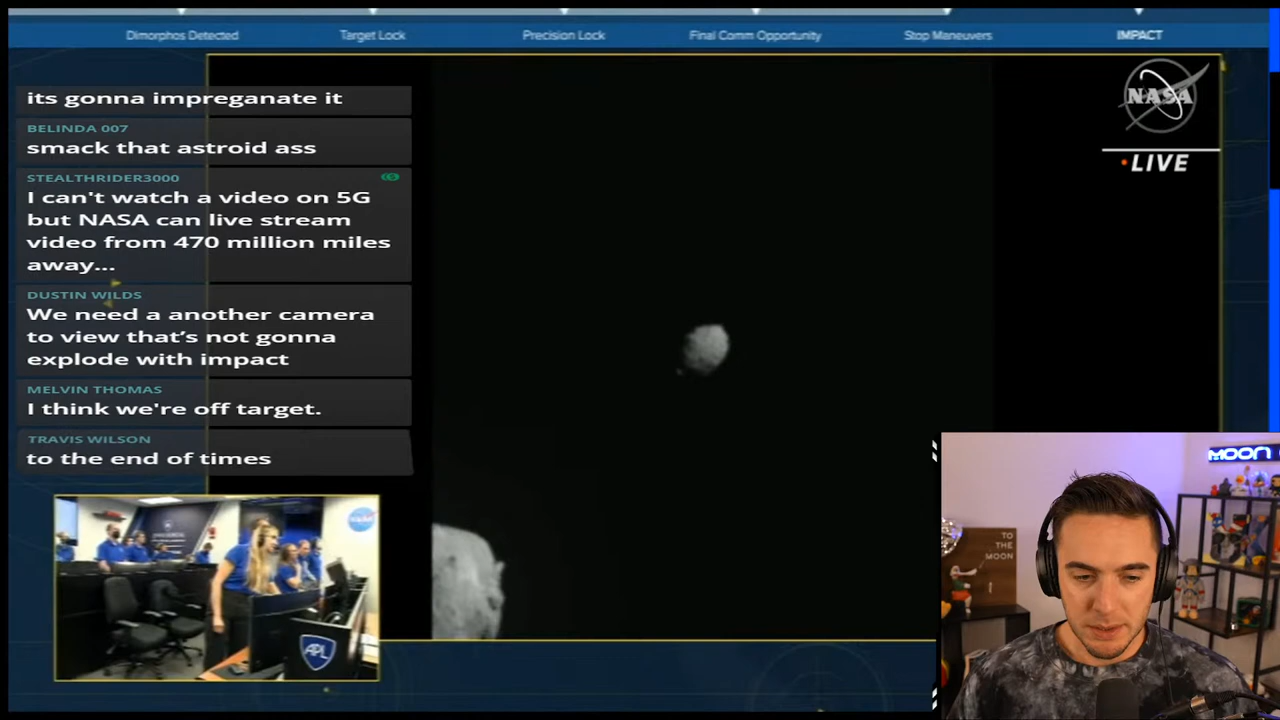 Dimorphos Detected
Target Lock
Precision Lock
Final Comm Opportunity
Stop Maneuvers
IMPACT
NASA
LIVE
its gonna impreganate it
BELINDA 007
smack that astroid ass
STEALTHRIDER3000
I can't watch a video on 5G
but NASA can live stream
video from 470 million miles
away...
DUSTIN WILDS
We need a another camera
to view that's not gonna
explode with impact
MELVIN THOMAS
I think we're off target.
TRAVIS WILSON
to the end of times
MOON
TO
THE
MOON
APL